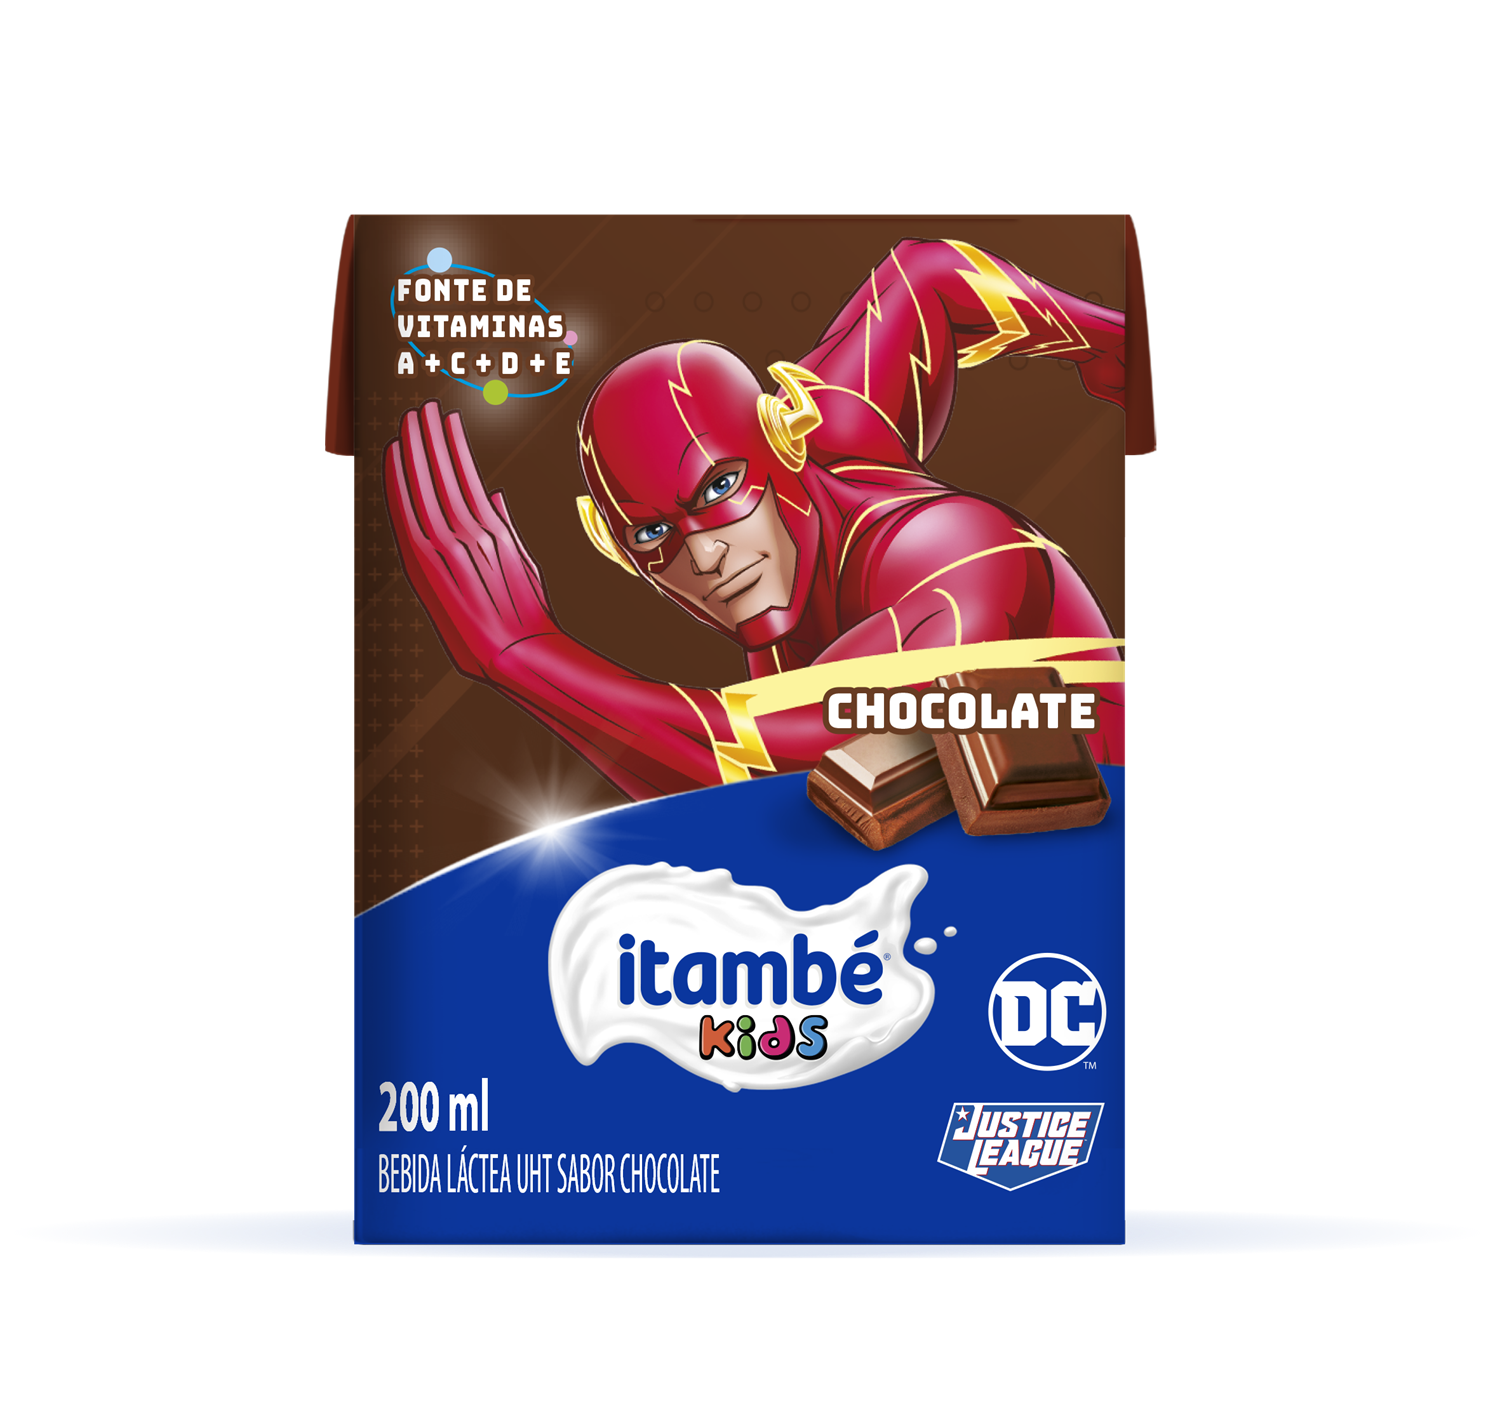 FONTE DE
VITAMINAS
A + C + D + E
CHOCOLATE
itambé®
kids
DC
TM
JUSTICE
LEAGUE
200 ml
BEBIDA LÁCTEA UHT SABOR CHOCOLATE